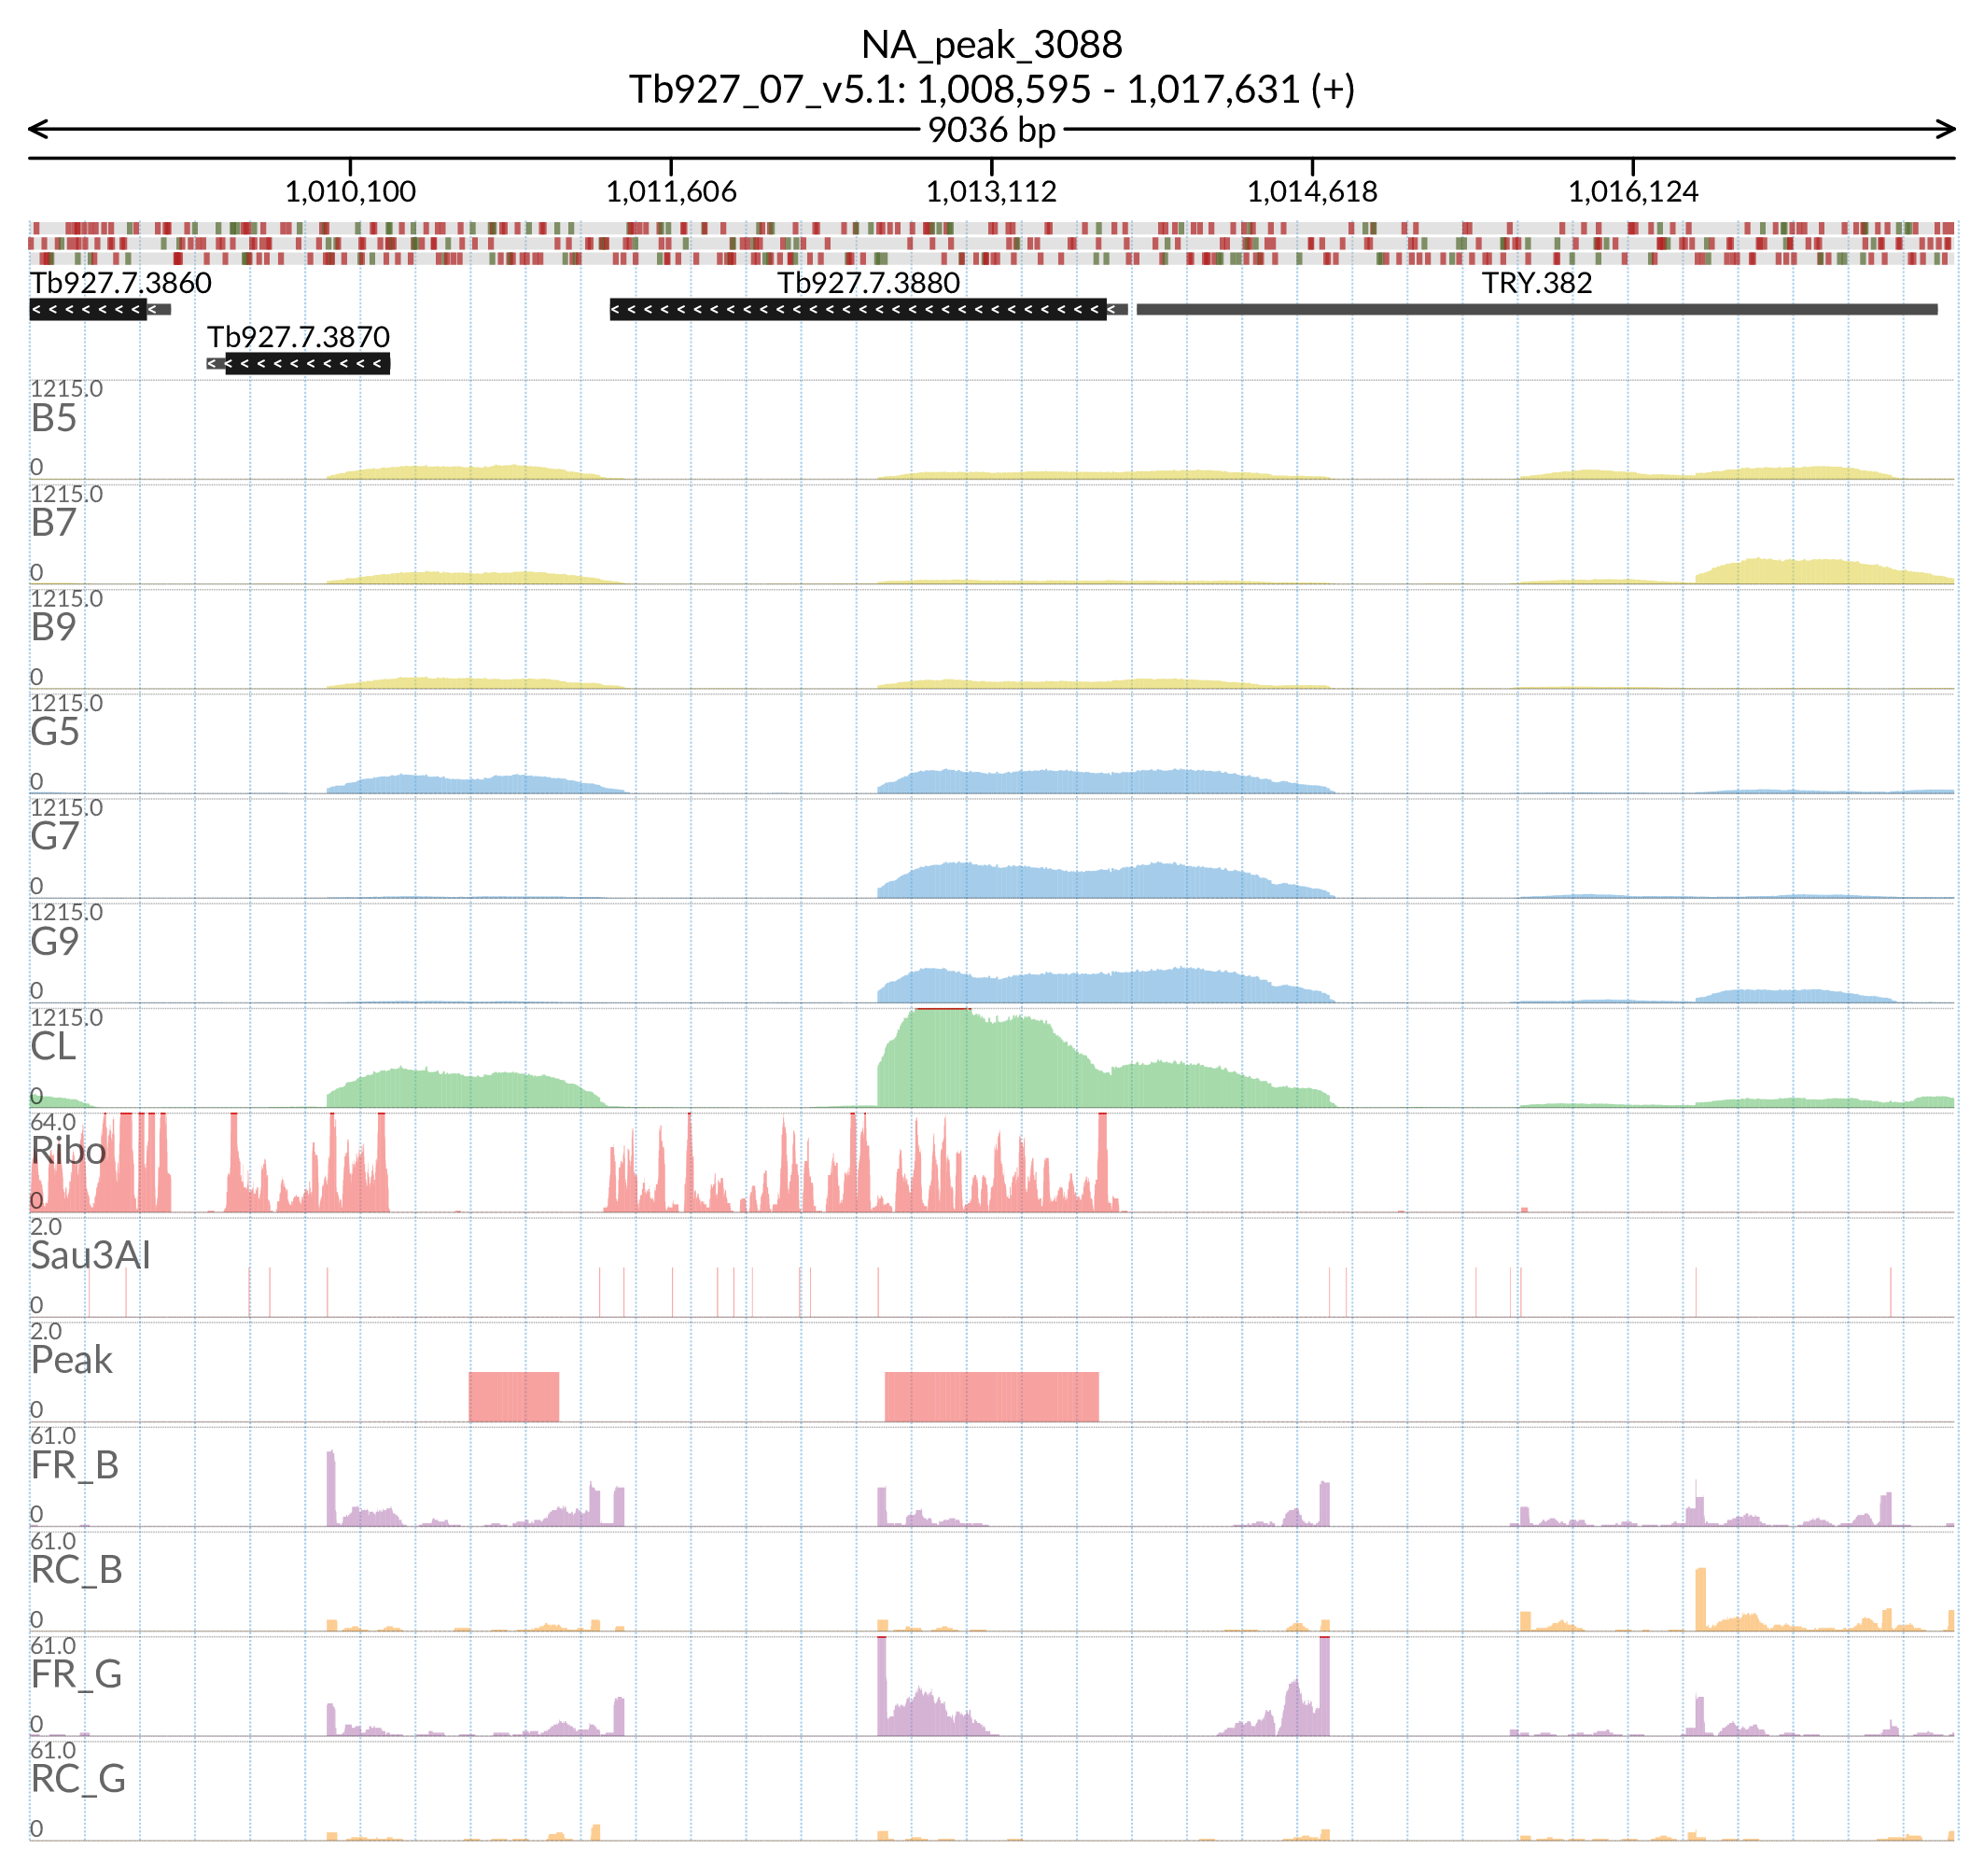 NA_peak_3088
Tb927_07_v5.1: 1,008,595 - 1,017,631 (+)
9036 bp
1,010,100 1,011,606 1,013,112 1,014,618 1,016,124
Tb927.7.3860 Tb927.7.3880 TRY.382
Tb927.7.3870
1215.0
B5
0
1215.0
B7
0
1215.0
B9
0
1215.0
G5
0
1215.0
G7
0
1215.0
G9
0
1215.0
CL
0
64.0
Ribo
0
2.0
Sau3AI
0
2.0
Peak
0
61.0
FR_B
0
61.0
RC_B
0
61.0
FR_G
0
61.0
RC_G
0